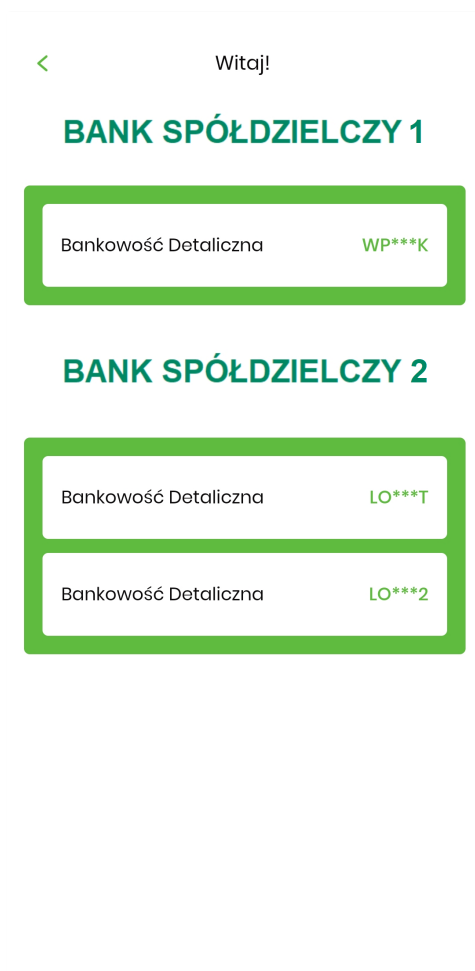 Witaj!
BANK SPÓŁDZIELCZY 1
Bankowość Detaliczna WP***K
BANK SPÓŁDZIELCZY 2
Bankowość Detaliczna LO***T
Bankowość Detaliczna LO***2